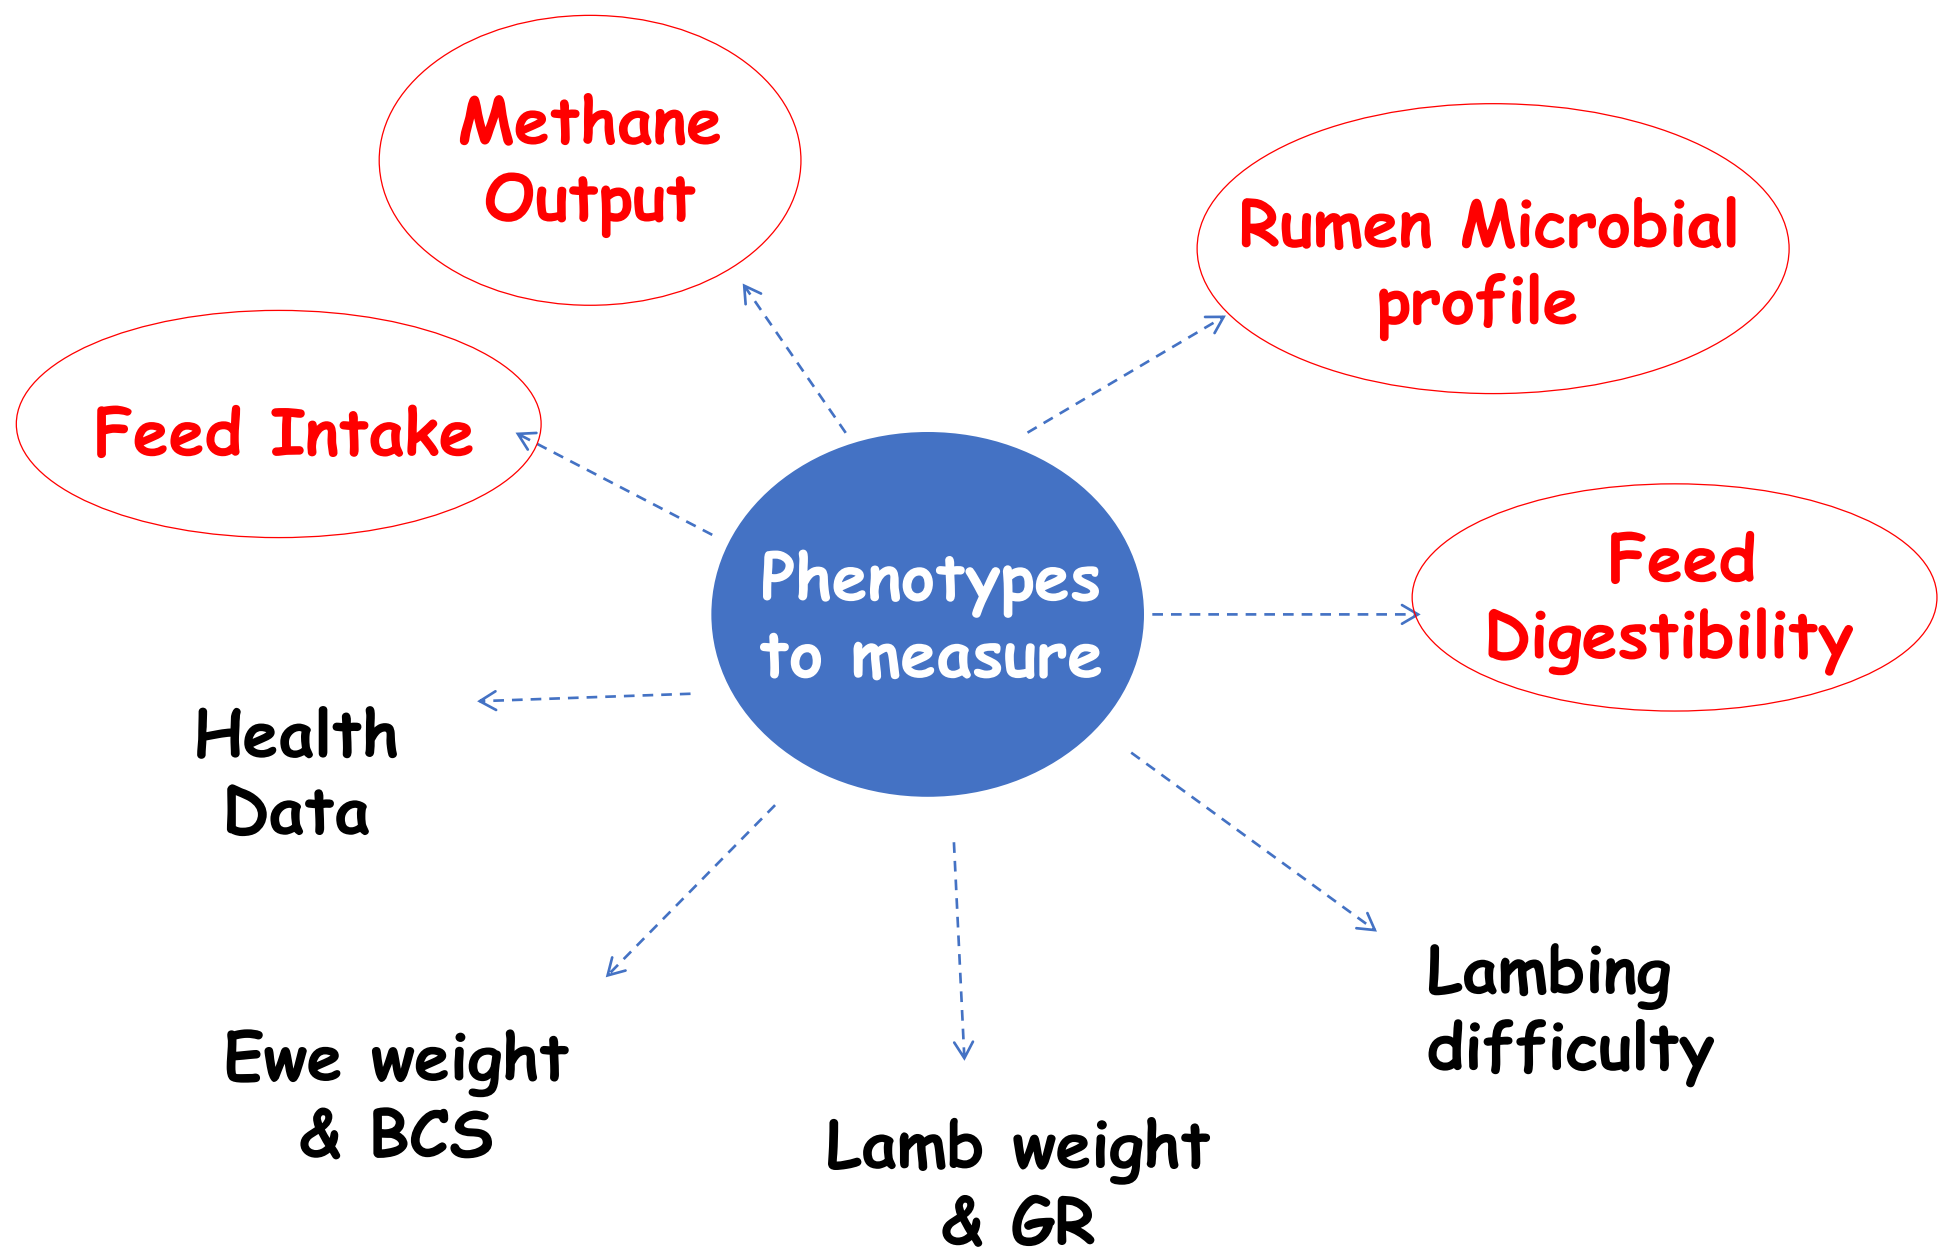 Methane
Output
Rumen Microbial
profile
Feed Intake
Phenotypes
to measure
Feed
Digestibility
Health
Data
Lambing
difficulty
Ewe weight
& BCS
Lamb weight
& GR